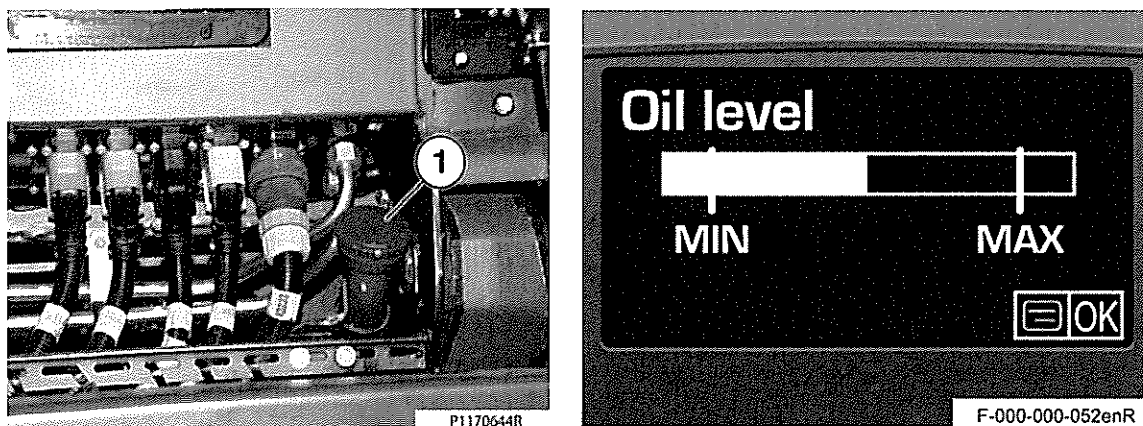 1
P1170644R
Oil level
MIN MAX
OK
F-000-000-052enR